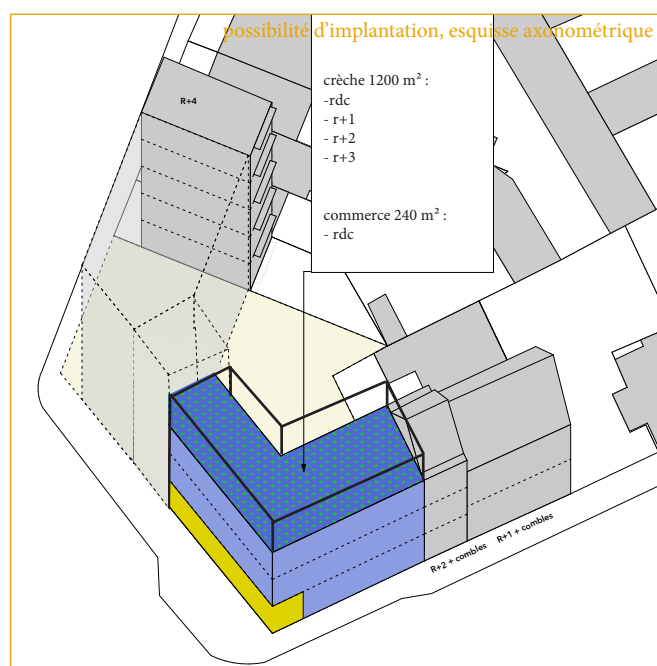 possibilité d'implantation, esquisse axonométrique
R+4
crèche 1200 m² :
-rdc
- r+1
- r+2
- r+3
commerce 240 m² :
- rdc
R+2 + combles
R+1 + combles